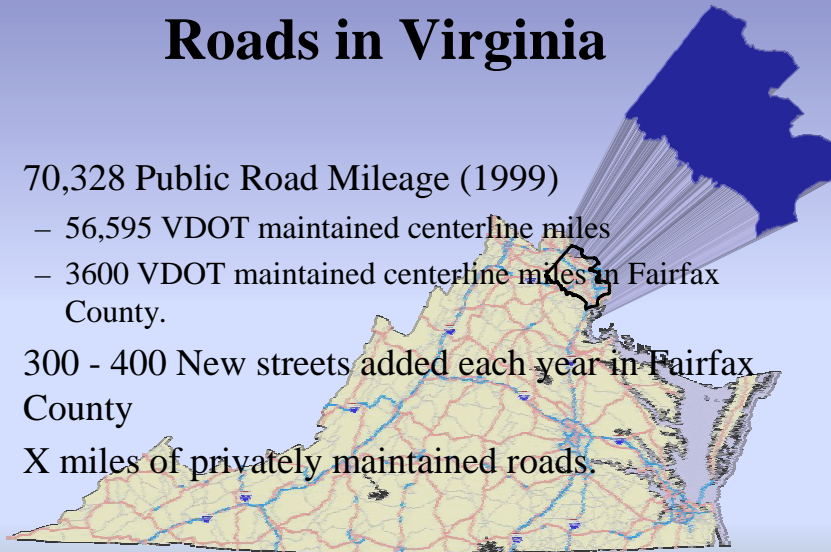 Roads in Virginia
70,328 Public Road Mileage (1999)
– 56,595 VDOT maintained centerline miles
– 3600 VDOT maintained centerline miles in Fairfax
County.
300 - 400 New streets added each year in Fairfax
County
X miles of privately maintained roads.